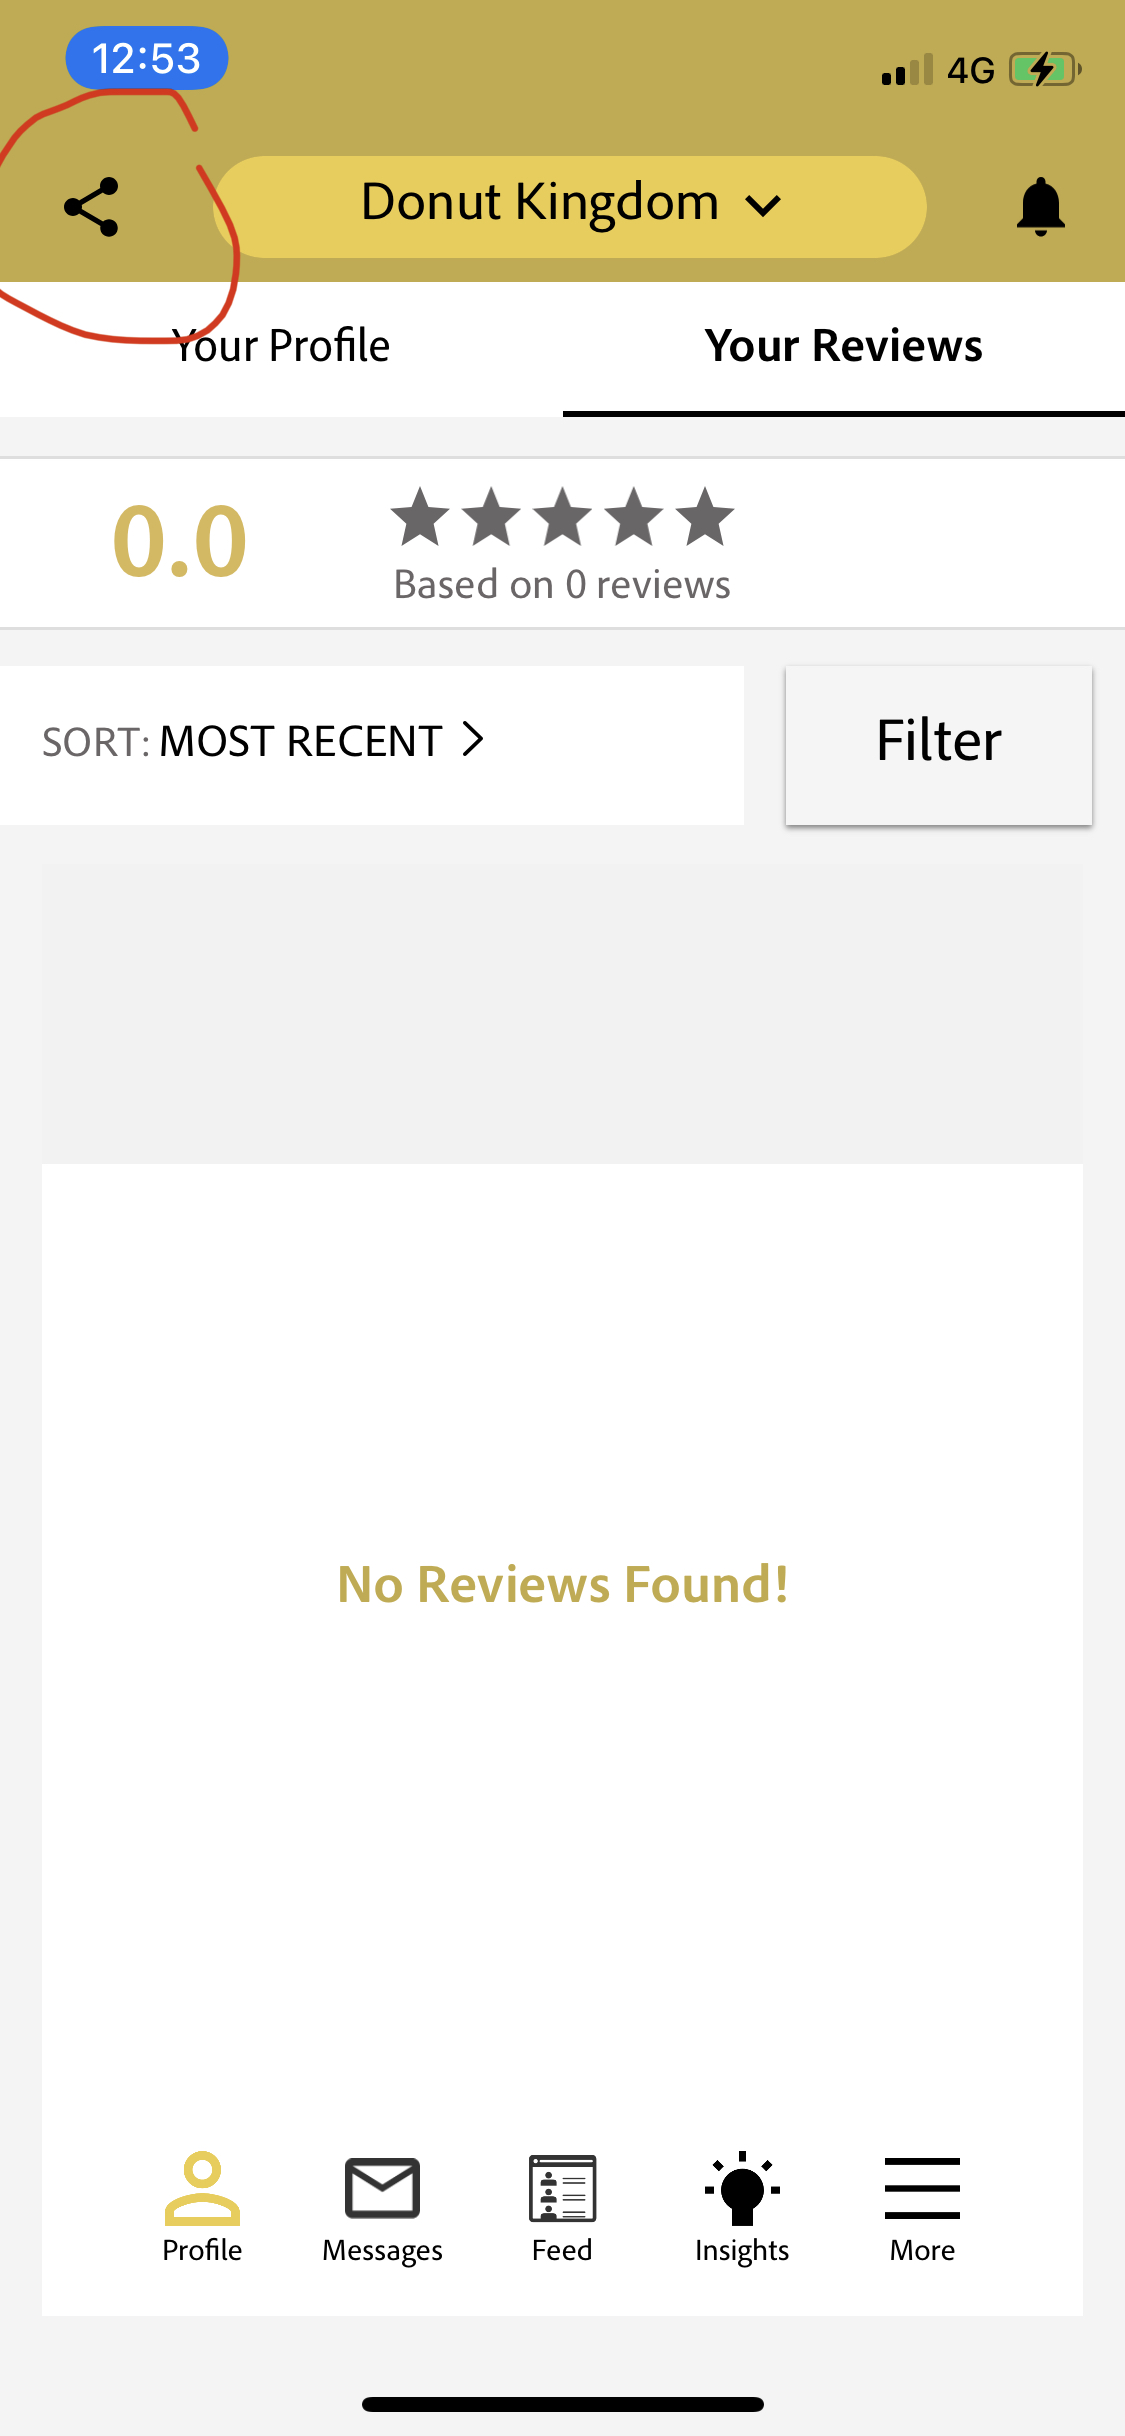 12:53
4G
Donut Kingdom
Your Profile
Your Reviews
0.0
Based on 0 reviews
SORT: MOST RECENT
Filter
No Reviews Found!
Profile
Messages
Feed
Insights
More